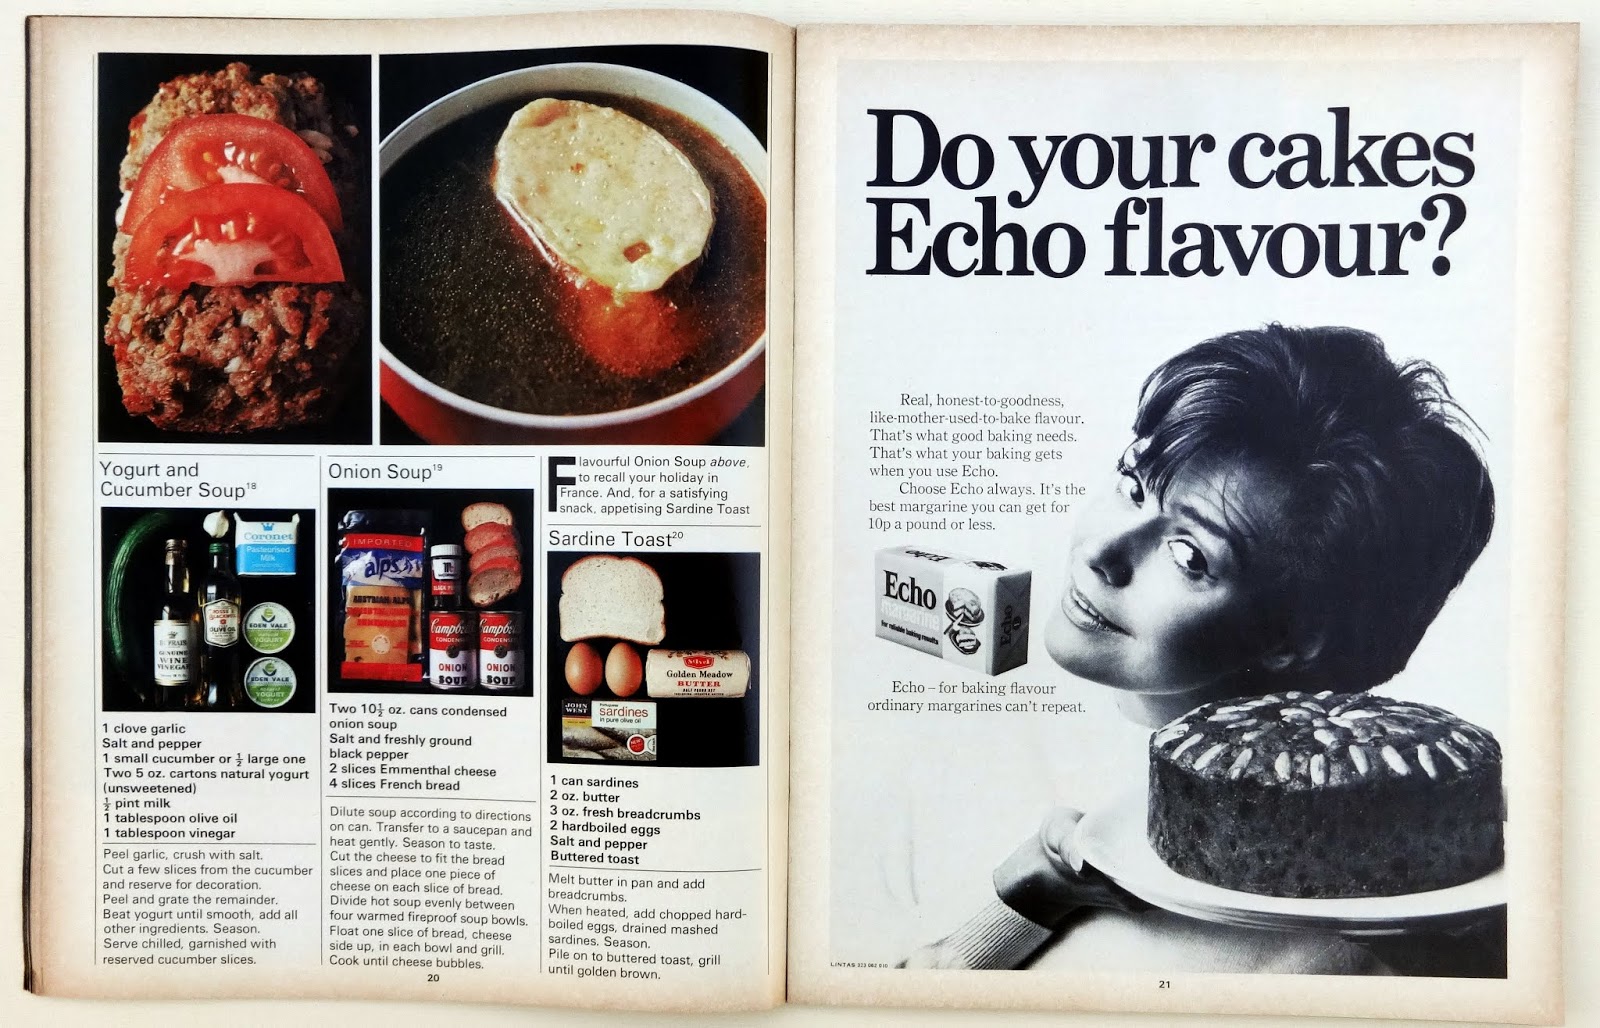 Yogurt and
Cucumber Soup18
Coronet
Pasteurised
Milk
DUFRAIS
GENUINE
WINE
VINEGAR
OLIVE OIL
EDEN VALE
YOGURT
EDEN VALE
natural
YOGURT
1 clove garlic
Salt and pepper
1 small cucumber or ½ large one
Two 5 oz. cartons natural yogurt
(unsweetened)
½ pint milk
1 tablespoon olive oil
1 tablespoon vinegar
Peel garlic, crush with salt.
Cut a few slices from the cucumber
and reserve for decoration.
Peel and grate the remainder.
Beat yogurt until smooth, add all
other ingredients. Season.
Serve chilled, garnished with
reserved cucumber slices.
Onion Soup19
IMPORTED
alps
AUSTRIAN ALPS
Campbell's
CONDENSED
ONION
SOUP
Campbell's
CONDENSED
ONION
SOUP
Two 10½ oz. cans condensed
onion soup
Salt and freshly ground
black pepper
2 slices Emmenthal cheese
4 slices French bread
Dilute soup according to directions
on can. Transfer to a saucepan and
heat gently. Season to taste.
Cut the cheese to fit the bread
slices and place one piece of
cheese on each slice of bread.
Divide hot soup evenly between
four warmed fireproof soup bowls.
Float one slice of bread, cheese
side up, in each bowl and grill.
Cook until cheese bubbles.
Flavourful Onion Soup above,
to recall your holiday in
France. And, for a satisfying
snack, appetising Sardine Toast
Sardine Toast20
Golden Meadow
BUTTER
JOHN
WEST
Portuguese
sardines
in pure olive oil
1 can sardines
2 oz. butter
3 oz. fresh breadcrumbs
2 hardboiled eggs
Salt and pepper
Buttered toast
Melt butter in pan and add
breadcrumbs.
When heated, add chopped hard-
boiled eggs, drained mashed
sardines. Season.
Pile on to buttered toast, grill
until golden brown.
20
Do your cakes
Echo flavour?
Real, honest-to-goodness,
like-mother-used-to-bake flavour.
That's what good baking needs.
That's what your baking gets
when you use Echo.
Choose Echo always. It's the
best margarine you can get for
10p a pound or less.
Echo
margarine
for reliable baking results
Echo
Echo – for baking flavour
ordinary margarines can't repeat.
LINTAS 323 062 010
21